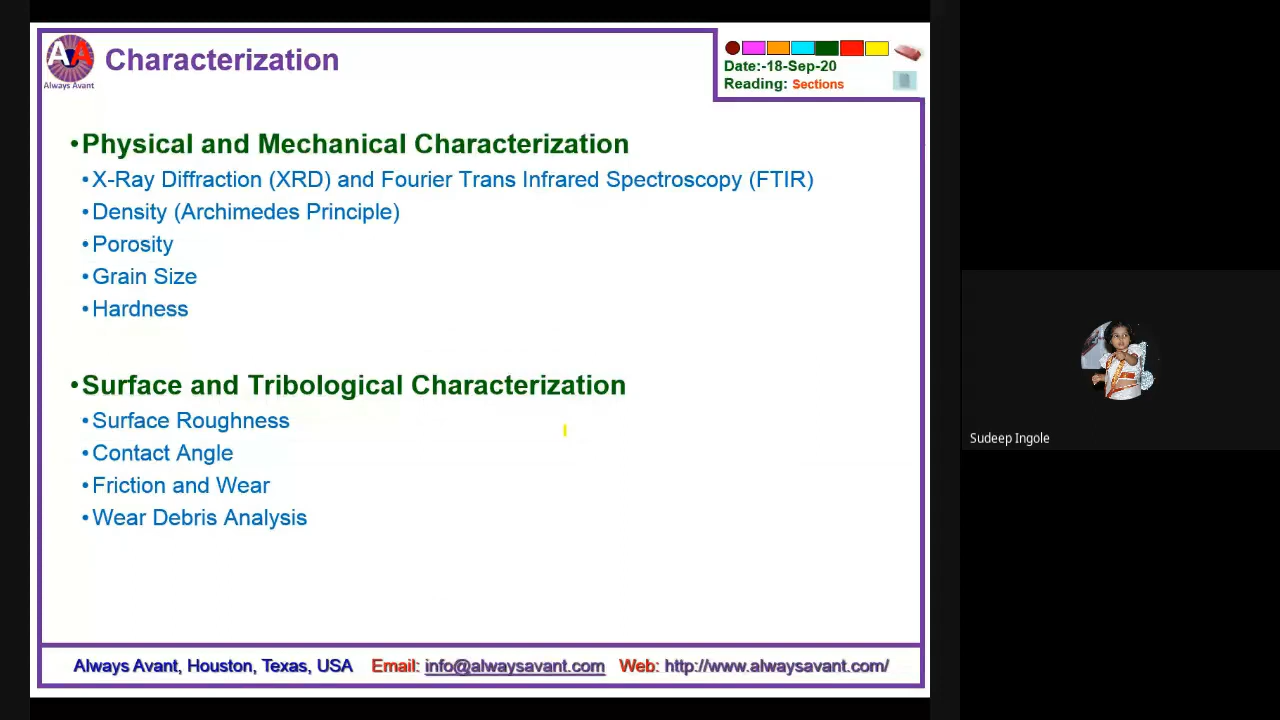 AVA
Always Avant
Characterization
Date:-18-Sep-20
Reading: Sections
•Physical and Mechanical Characterization
•X-Ray Diffraction (XRD) and Fourier Trans Infrared Spectroscopy (FTIR)
•Density (Archimedes Principle)
•Porosity
•Grain Size
•Hardness
•Surface and Tribological Characterization
•Surface Roughness
•Contact Angle
•Friction and Wear
•Wear Debris Analysis
Always Avant, Houston, Texas, USA Email: info@alwaysavant.com Web: http://www.alwaysavant.com/
Sudeep Ingole